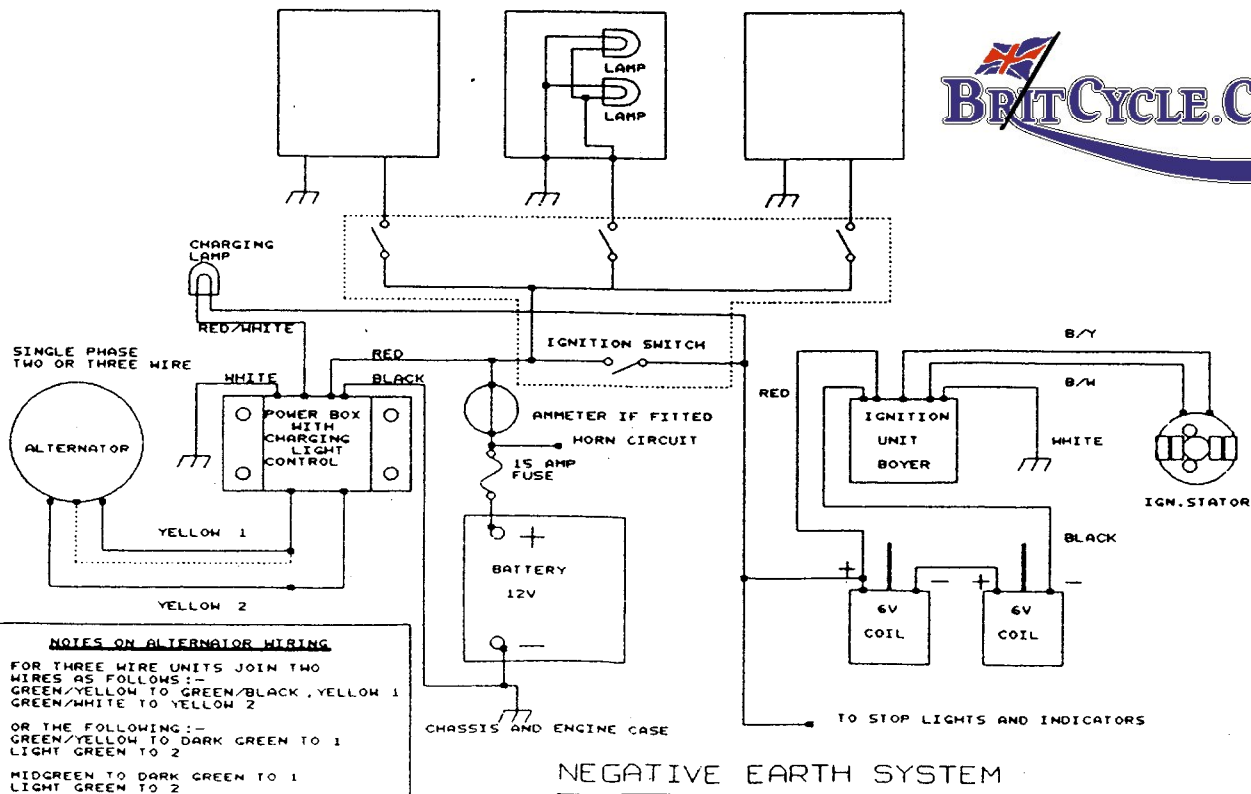 LAMP
LAMP
BRITCYCLE.C
CHARGING
LAMP
RED/WHITE
SINGLE PHASE
TWO OR THREE WIRE
WHITE
RED
BLACK
IGNITION SWITCH
ALTERNATOR
POWER BOX
WITH
CHARGING
LIGHT
CONTROL
AMMETER IF FITTED
HORN CIRCUIT
15 AMP
FUSE
B/Y
B/W
RED
IGNITION
UNIT
BOYER
WHITE
IGN.STATOR
YELLOW 1
YELLOW 2
+
BATTERY
12V
—
BLACK
+
-
+
-
6V
COIL
6V
COIL
CHASSIS AND ENGINE CASE
TO STOP LIGHTS AND INDICATORS
NOTES ON ALTERNATOR WIRING
FOR THREE WIRE UNITS JOIN TWO
WIRES AS FOLLOWS:-
GREEN/YELLOW TO GREEN/BLACK, YELLOW 1
GREEN/WHITE TO YELLOW 2
OR THE FOLLOWING:-
GREEN/YELLOW TO DARK GREEN TO 1
LIGHT GREEN TO 2
MIDGREEN TO DARK GREEN TO 1
LIGHT GREEN TO 2
NEGATIVE EARTH SYSTEM